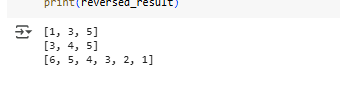 print(reversed_result)
[1, 3, 5]
[3, 4, 5]
[6, 5, 4, 3, 2, 1]